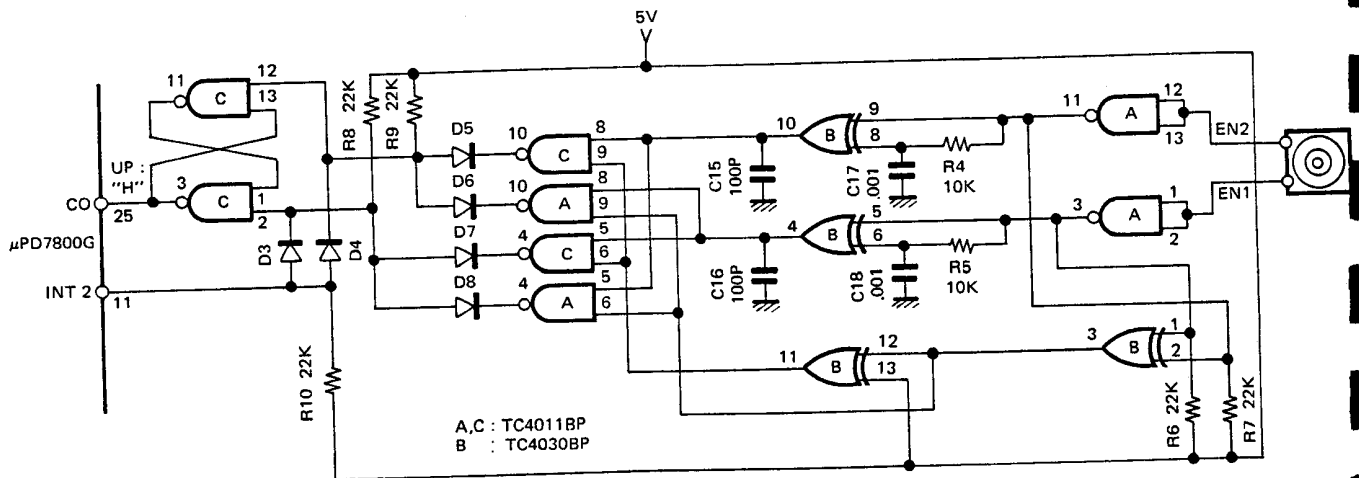 5V
11
C
12
13
UP :
"H"
CO
25
3
C
1
2
μPD7800G
INT 2
11
D3
D4
R10 22K
R8 22K
R9 22K
D5
D6
D7
D8
10
C
8
9
10
A
8
9
4
C
5
6
4
A
5
6
C15
100P
C16
100P
10
B
9
8
C17
.001
R4
10K
4
B
5
6
C18
.001
R5
10K
11
A
12
13
EN2
3
A
1
2
EN1
11
B
12
13
3
B
1
2
R6 22K
R7 22K
A,C : TC4011BP
B : TC4030BP